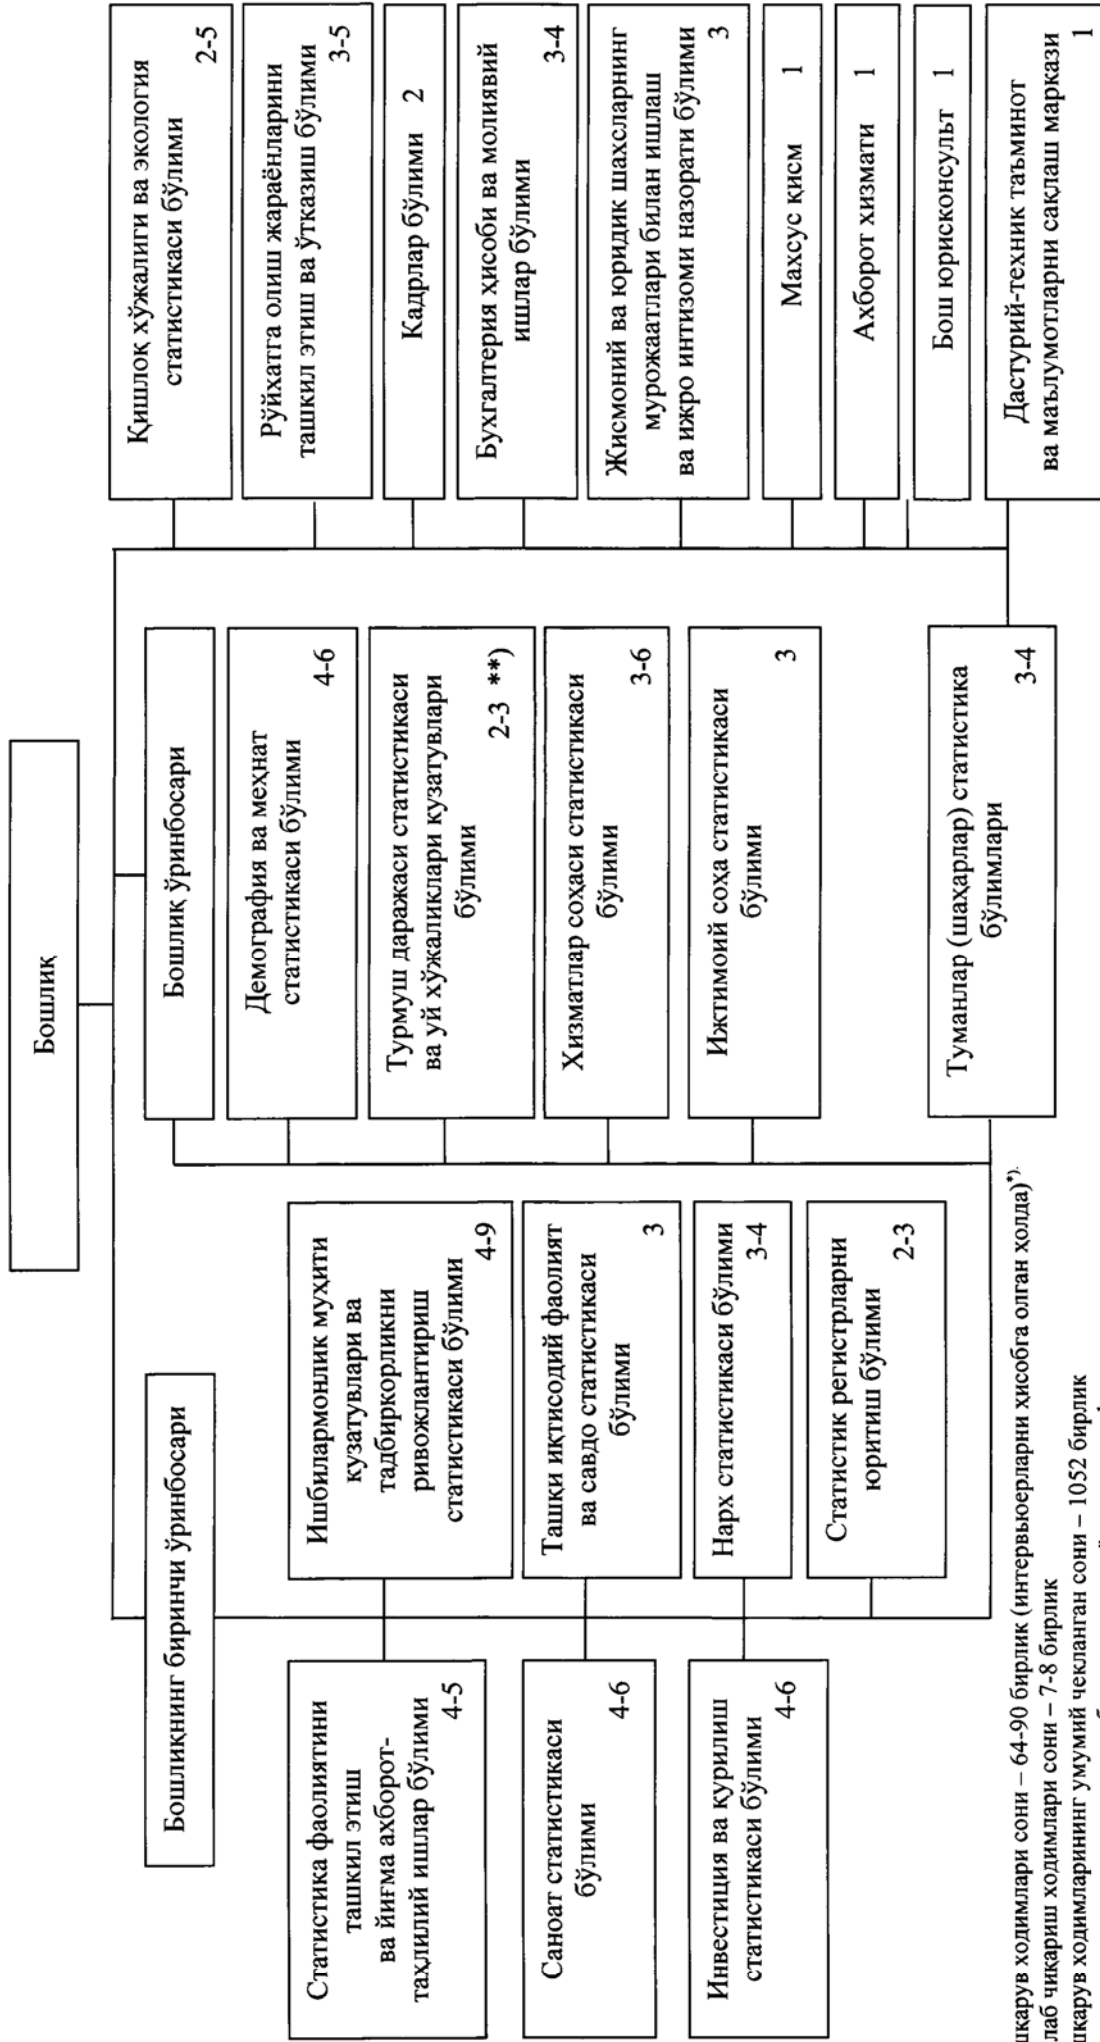 Бошлиқ
Бошлиқнинг биринчи ўринбосари
Бошлиқ ўринбосари
Статистика фаолиятини
ташкил этиш
ва йиғма ахборот-
таҳлилий ишлар бўлими
4-5
Саноат статистикаси
бўлими
4-6
Инвестиция ва қурилиш
статистикаси бўлими
4-6
Ишбилармонлик муҳити
кузатувлари ва
тадбиркорликни
ривожлантириш
статистикаси бўлими
4-9
Ташқи иқтисодий фаолият
ва савдо статистикаси
бўлими
3
Нарх статистикаси бўлими
3-4
Статистик регистрларни
юритиш бўлими
2-3
Демография ва меҳнат
статистикаси бўлими
4-6
Турмуш даражаси статистикаси
ва уй хўжаликлари кузатувлари
бўлими
2-3 **)
Хизматлар соҳаси статистикаси
бўлими
3-6
Ижтимоий соҳа статистикаси
бўлими
3
Туманлар (шаҳарлар) статистика
бўлимлари
3-4
Қишлоқ хўжалиги ва экология
статистикаси бўлими
2-5
Рўйхатга олиш жараёнларини
ташкил этиш ва ўтказиш бўлими
3-5
Кадрлар бўлими 2
Бухгалтерия ҳисоби ва молиявий
ишлар бўлими
3-4
Жисмоний ва юридик шахсларнинг
мурожаатлари билан ишлаш
ва ижро интизоми назорати бўлими
3
Махсус қисм 1
Ахборот хизмати 1
Бош юрисконсульт 1
Дастурий-техник таъминот
ва маълумотларни сақлаш маркази
1
ходимлари сони – 64-90 бирлик (интервьюерларни ҳисобга олган ҳолда)*).
чиқариш ходимлари сони – 7-8 бирлик
ходимларининг умумий чекланган сони – 1052 бирлик